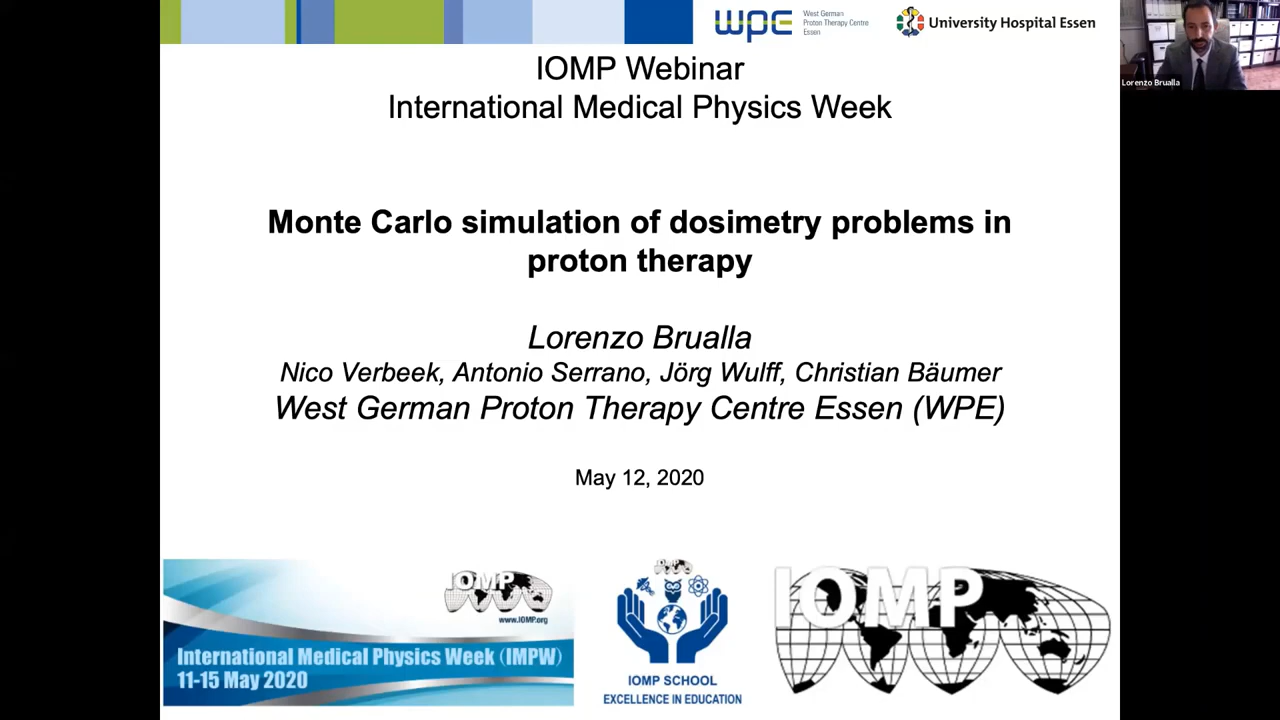 wpe
West German
Proton Therapy Centre
Essen
University Hospital Essen
Lorenzo Brualla
IOMP Webinar
International Medical Physics Week
Monte Carlo simulation of dosimetry problems in
proton therapy
Lorenzo Brualla
Nico Verbeek, Antonio Serrano, Jörg Wulff, Christian Bäumer
West German Proton Therapy Centre Essen (WPE)
May 12, 2020
IOMP
www.IOMP.org
International Medical Physics Week (IMPW)
11-15 May 2020
IOMP SCHOOL
EXCELLENCE IN EDUCATION
IOMP